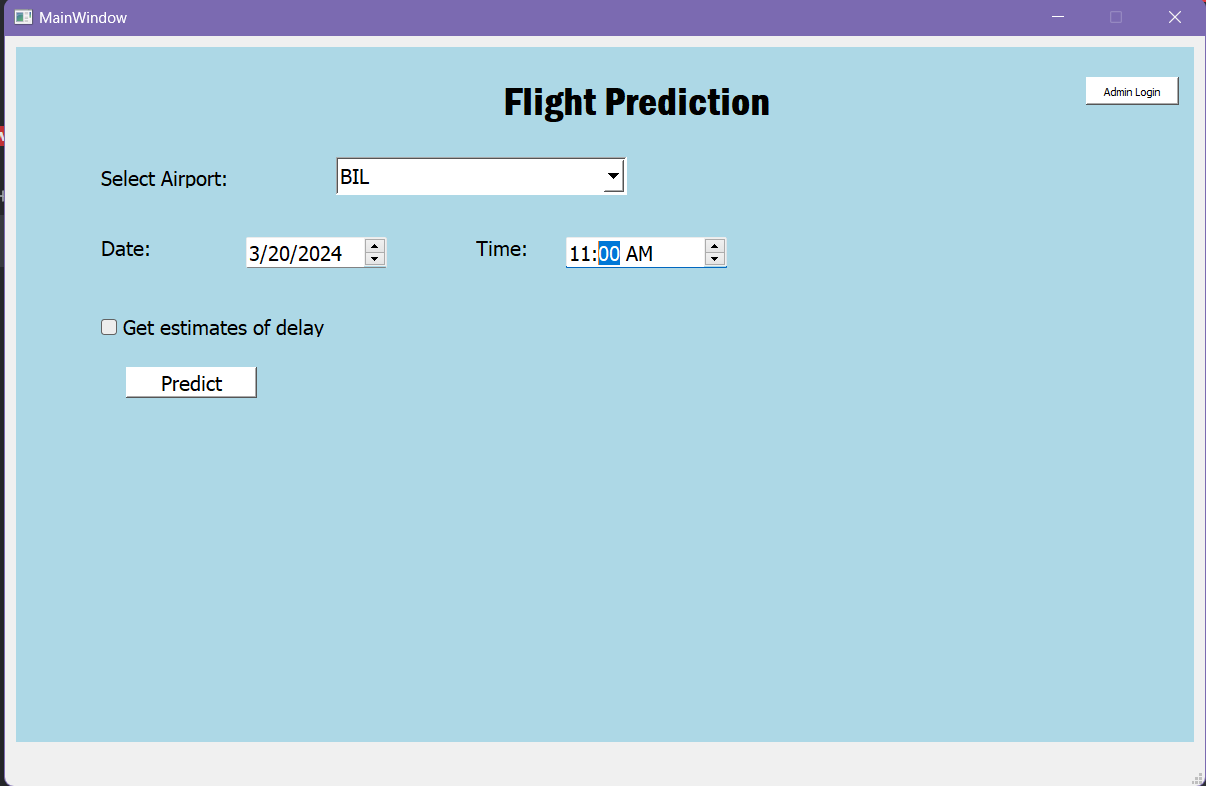 MainWindow
Flight Prediction
Admin Login
Select Airport: BIL
Date: 3/20/2024 Time: 11:00 AM
Get estimates of delay
Predict